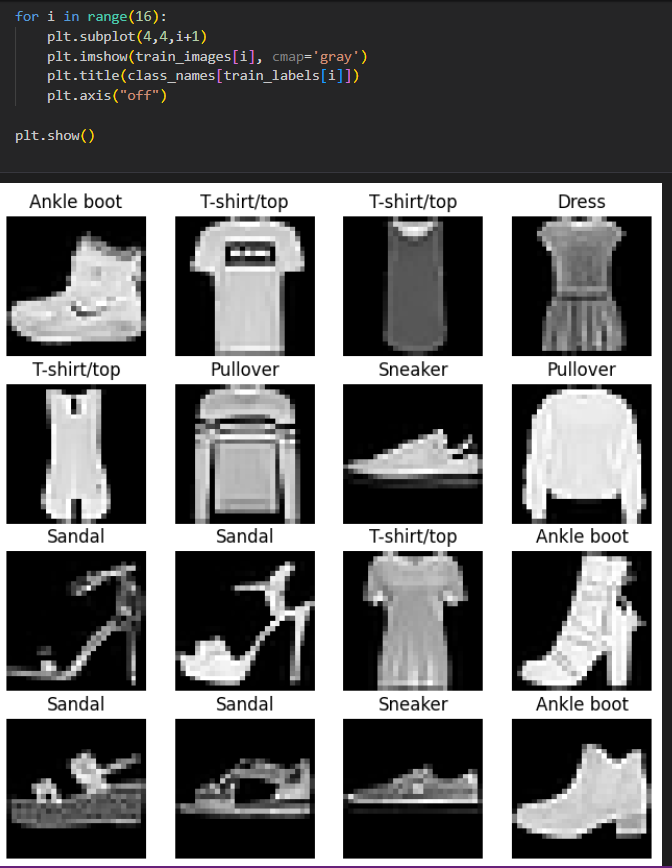 for i in range(16):
    plt.subplot(4,4,i+1)
    plt.imshow(train_images[i], cmap='gray')
    plt.title(class_names[train_labels[i]])
    plt.axis("off")
plt.show()
Ankle boot T-shirt/top T-shirt/top Dress
T-shirt/top Pullover Sneaker Pullover
Sandal Sandal T-shirt/top Ankle boot
Sandal Sandal Sneaker Ankle boot